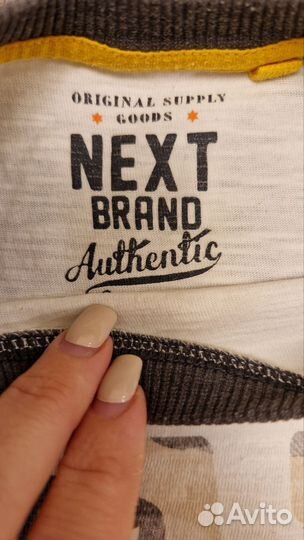 ORIGINAL SUPPLY
GOODS
NEXT
BRAND
Authentic
Avito